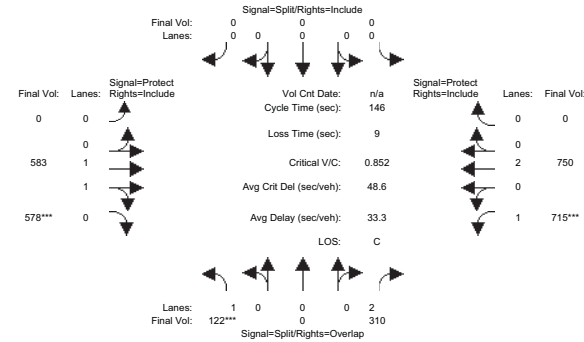 Signal=Split/Rights=Include
Final Vol: 0 0 0
Lanes: 0 0 0 0 0
Signal=Protect Signal=Protect
Final Vol: Lanes: Rights=Include Vol Cnt Date: n/a Rights=Include Lanes: Final Vol:
Cycle Time (sec): 146
0 0 0 0
Loss Time (sec): 9
0 0
583 1 Critical V/C: 0.852 2 750
1 Avg Crit Del (sec/veh): 48.6 0
578*** 0 Avg Delay (sec/veh): 33.3 1 715***
LOS: C
Lanes: 1 0 0 0 2
Final Vol: 122*** 0 310
Signal=Split/Rights=Overlap